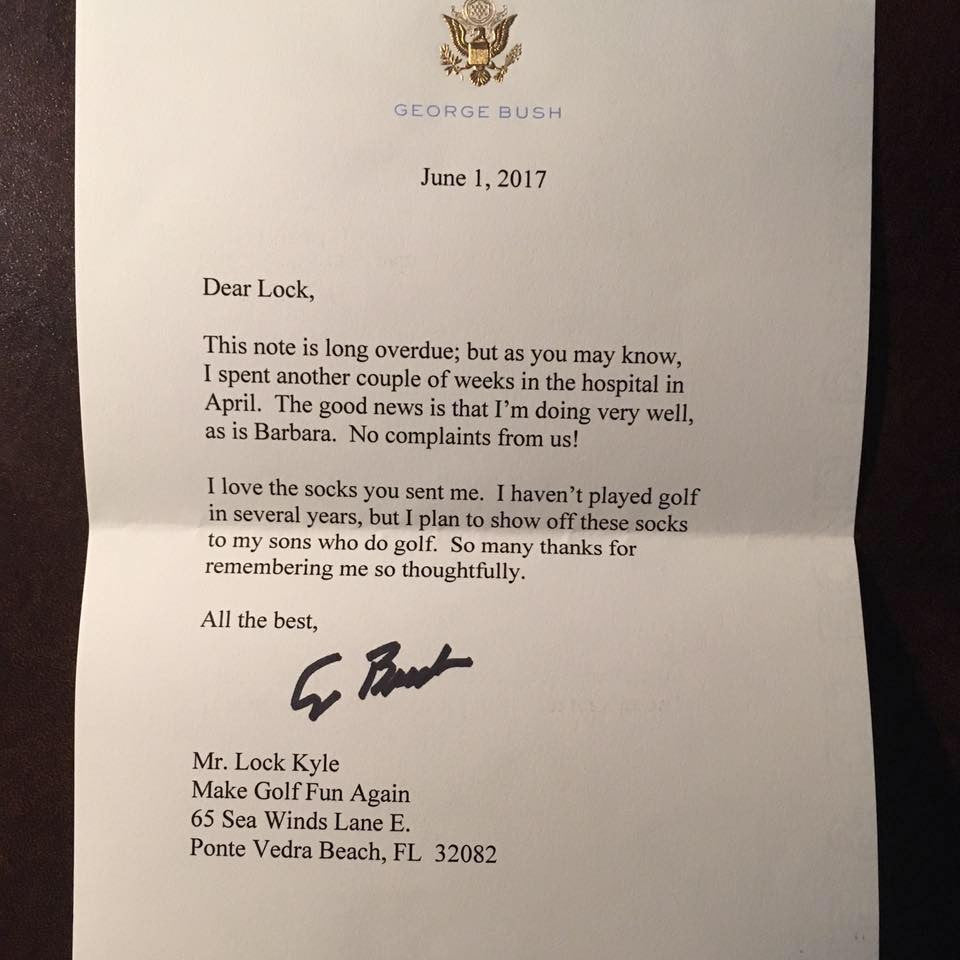 GEORGE BUSH
June 1, 2017
Dear Lock,
This note is long overdue; but as you may know,
I spent another couple of weeks in the hospital in
April. The good news is that I'm doing very well,
as is Barbara. No complaints from us!
I love the socks you sent me. I haven't played golf
in several years, but I plan to show off these socks
to my sons who do golf. So many thanks for
remembering me so thoughtfully.
All the best,
G Bush
Mr. Lock Kyle
Make Golf Fun Again
65 Sea Winds Lane E.
Ponte Vedra Beach, FL 32082